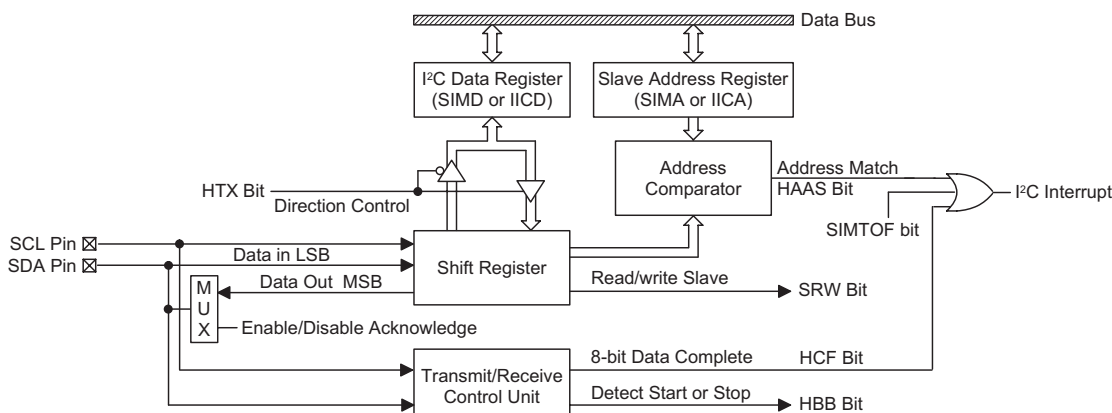 Data Bus
I²C Data Register
(SIMD or IICD)
Slave Address Register
(SIMA or IICA)
Address
Comparator
Address Match
HAAS Bit
I²C Interrupt
SIMTOF bit
HTX Bit
Direction Control
SCL Pin
SDA Pin
Data in LSB
Shift Register
Data Out MSB
Read/write Slave
SRW Bit
M
U
X
Enable/Disable Acknowledge
Transmit/Receive
Control Unit
8-bit Data Complete
HCF Bit
Detect Start or Stop
HBB Bit